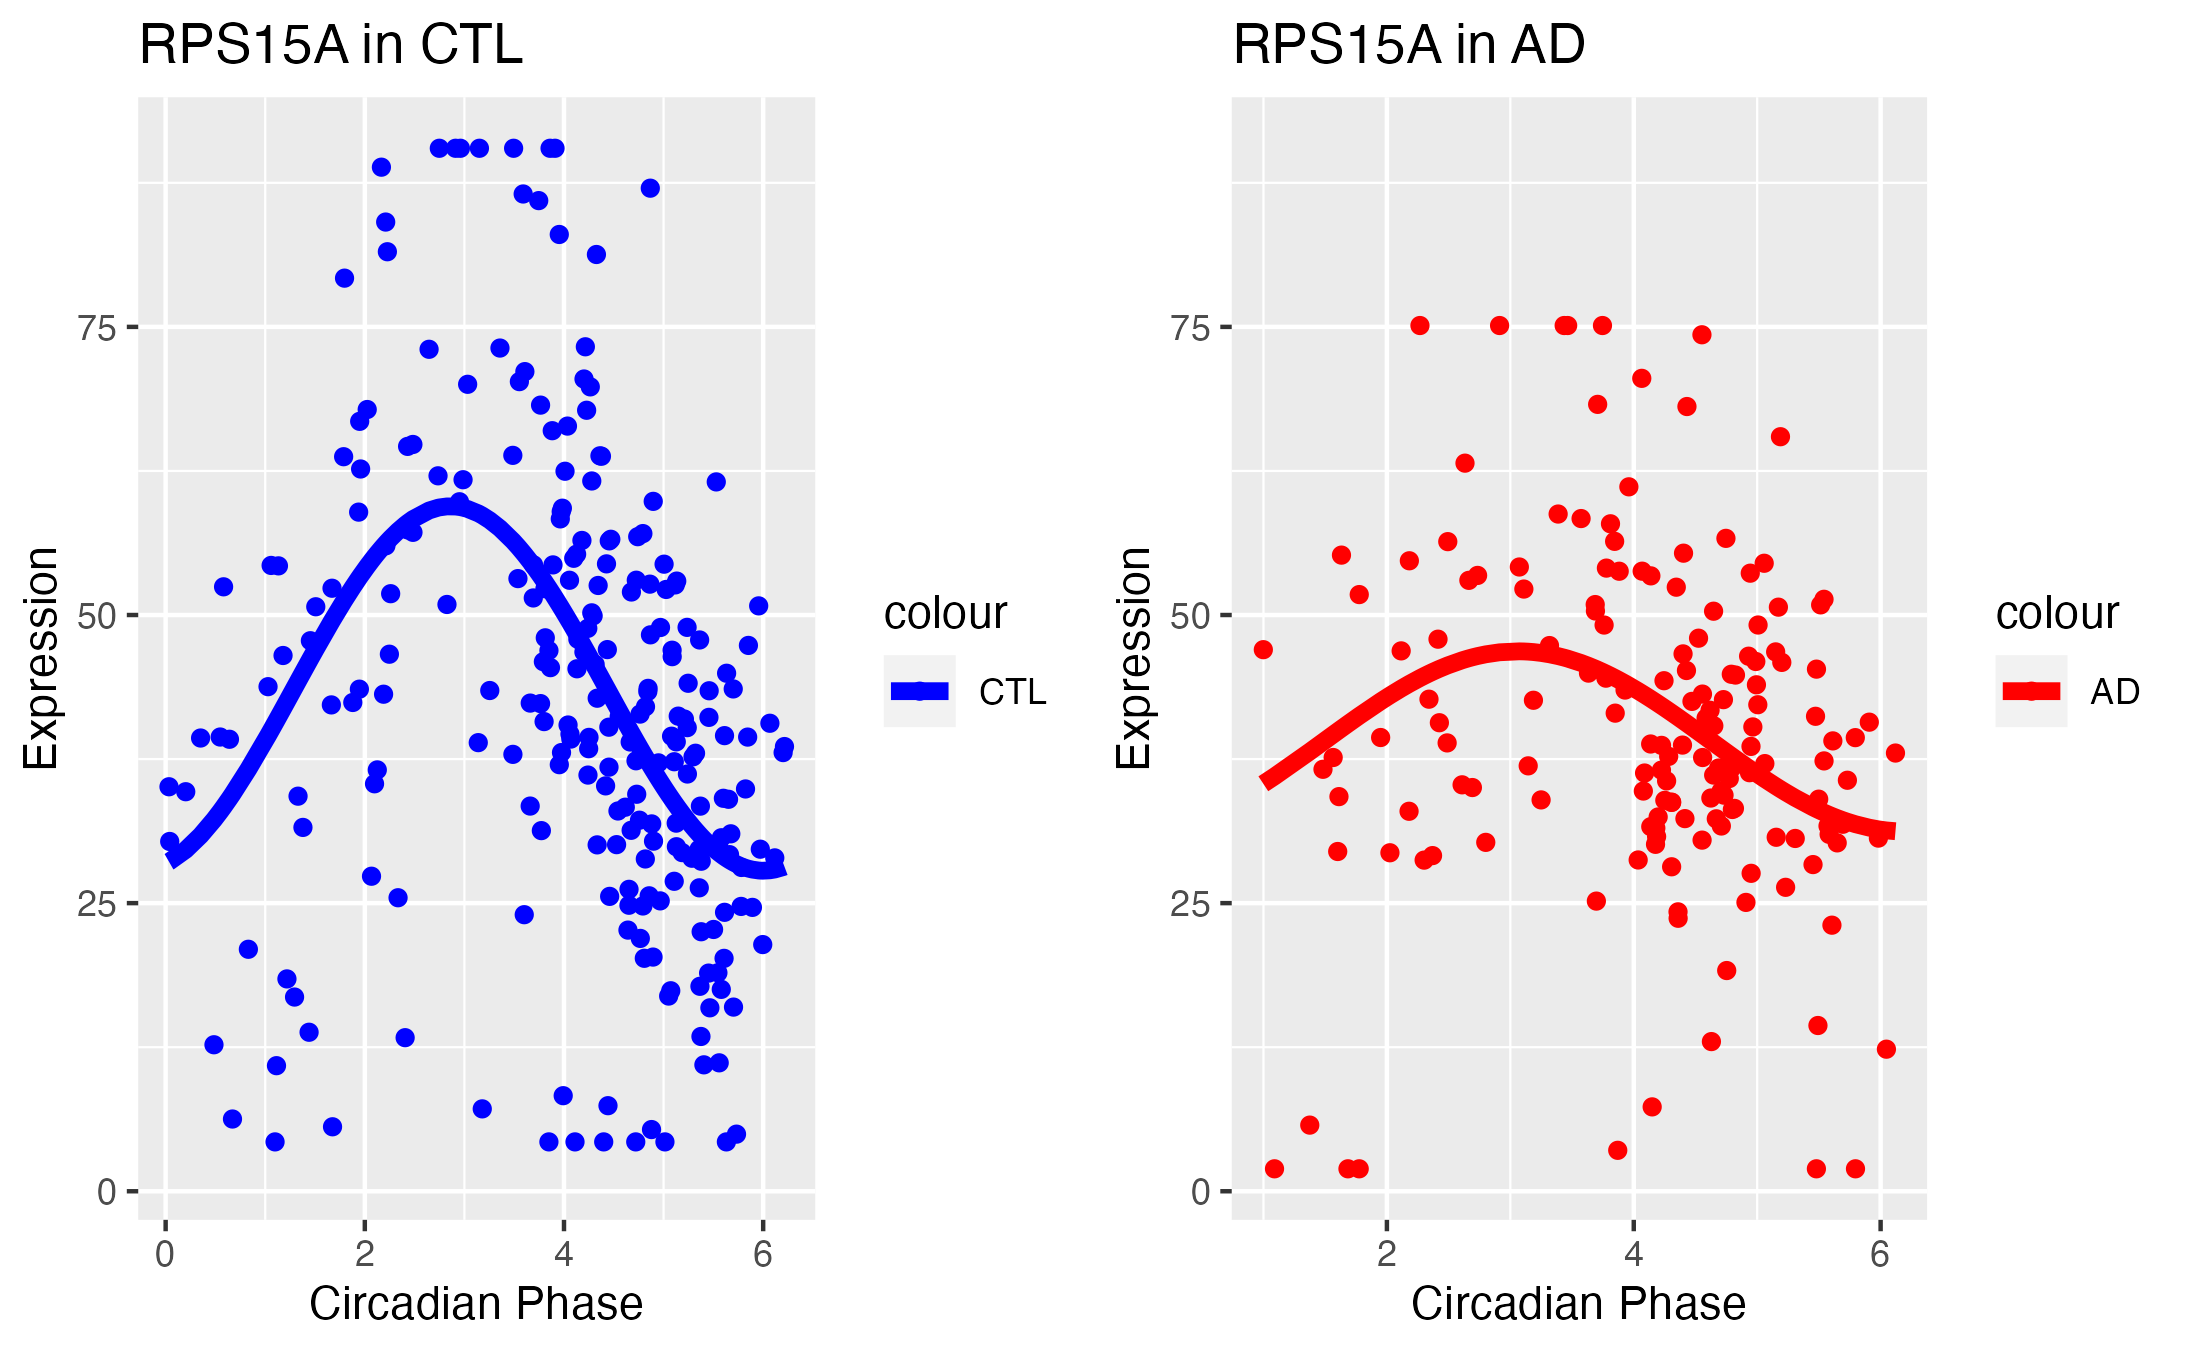 RPS15A in CTL
75
50
25
0
0 2 4 6
Expression
Circadian Phase
colour
CTL
RPS15A in AD
75
50
25
0
2 4 6
Expression
Circadian Phase
colour
AD